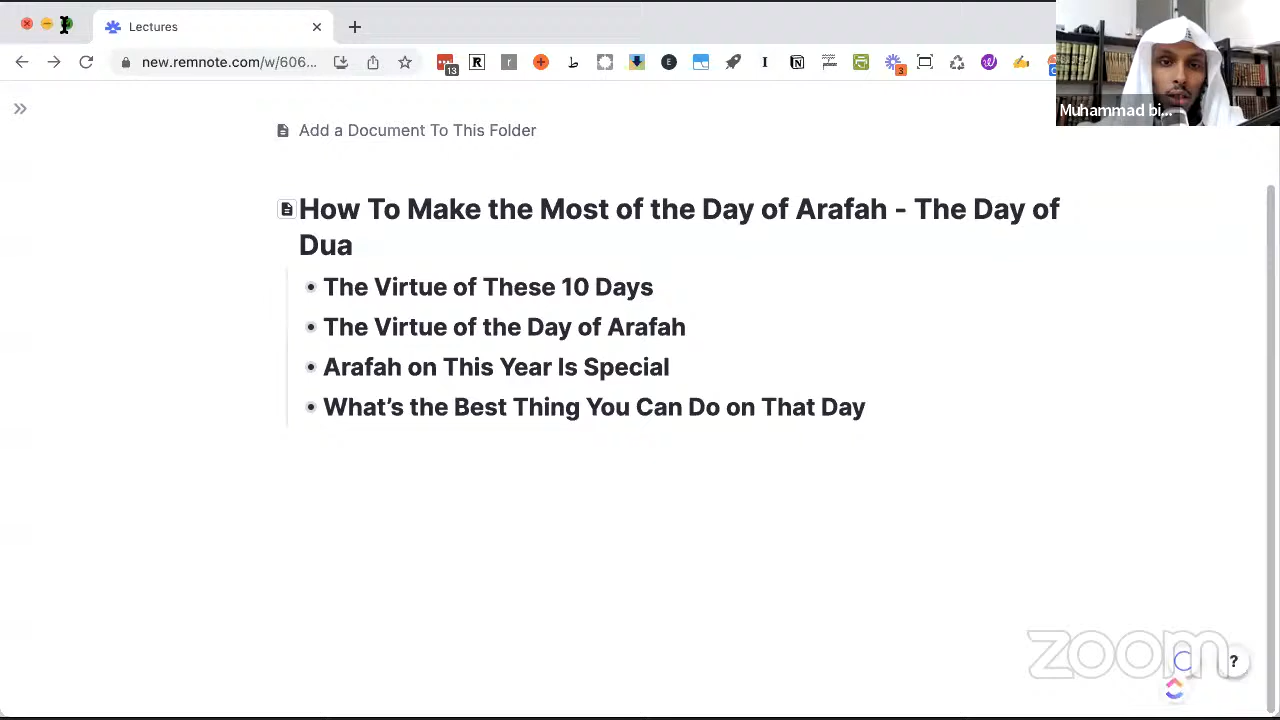 Lectures
new.remnote.com/w/606...
13
3
Muhammad bi...
Add a Document To This Folder
How To Make the Most of the Day of Arafah - The Day of
Dua
The Virtue of These 10 Days
The Virtue of the Day of Arafah
Arafah on This Year Is Special
What’s the Best Thing You Can Do on That Day
zoom
?